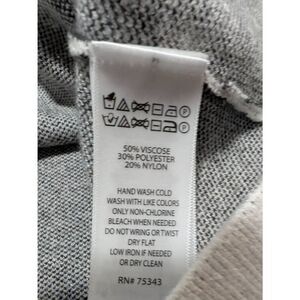 50% VISCOSE
30% POLYESTER
20% NYLON
HAND WASH COLD
WASH WITH LIKE COLORS
ONLY NON-CHLORINE
BLEACH WHEN NEEDED
DO NOT WRING OR TWIST
DRY FLAT
LOW IRON IF NEEDED
OR DRY CLEAN
RN# 75343